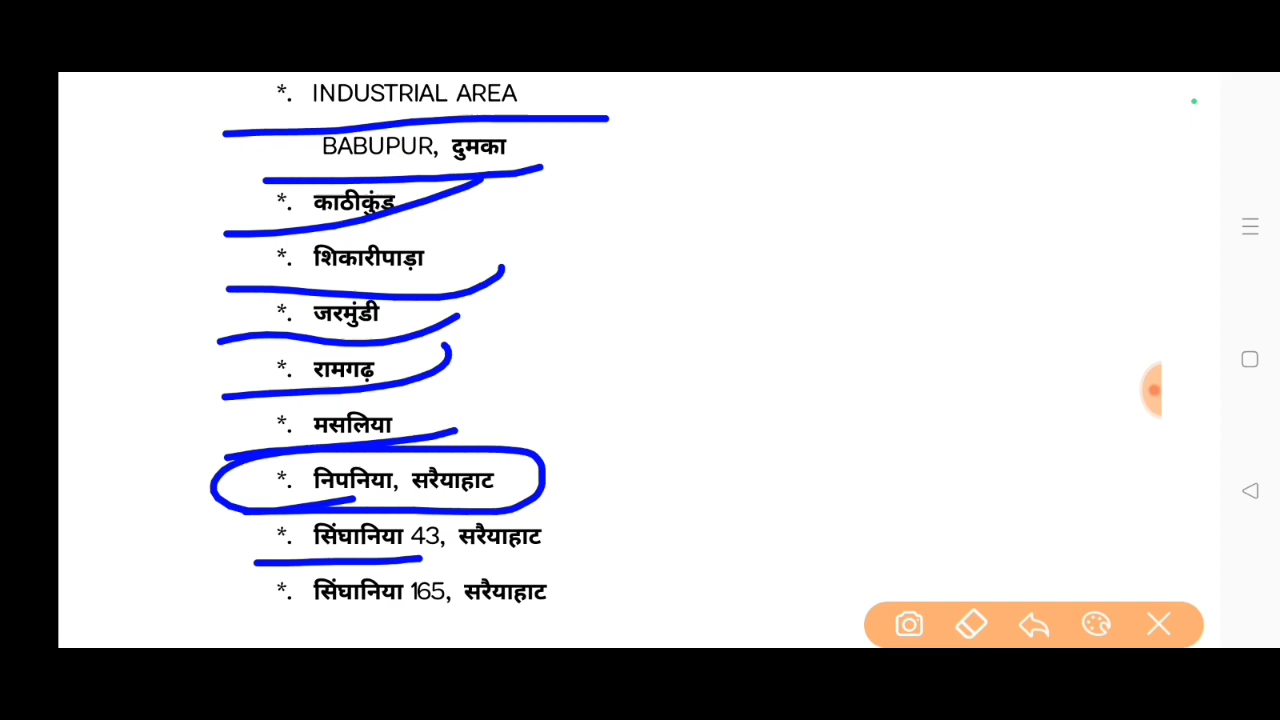 *. INDUSTRIAL AREA
BABUPUR, दुमका
*. काठीकुंड
*. शिकारीपाड़ा
*. जरमुंडी
*. रामगढ़
*. मसलिया
*. निपनिया, सरैयाहाट
*. सिंघानिया 43, सरैयाहाट
*. सिंघानिया 165, सरैयाहाट